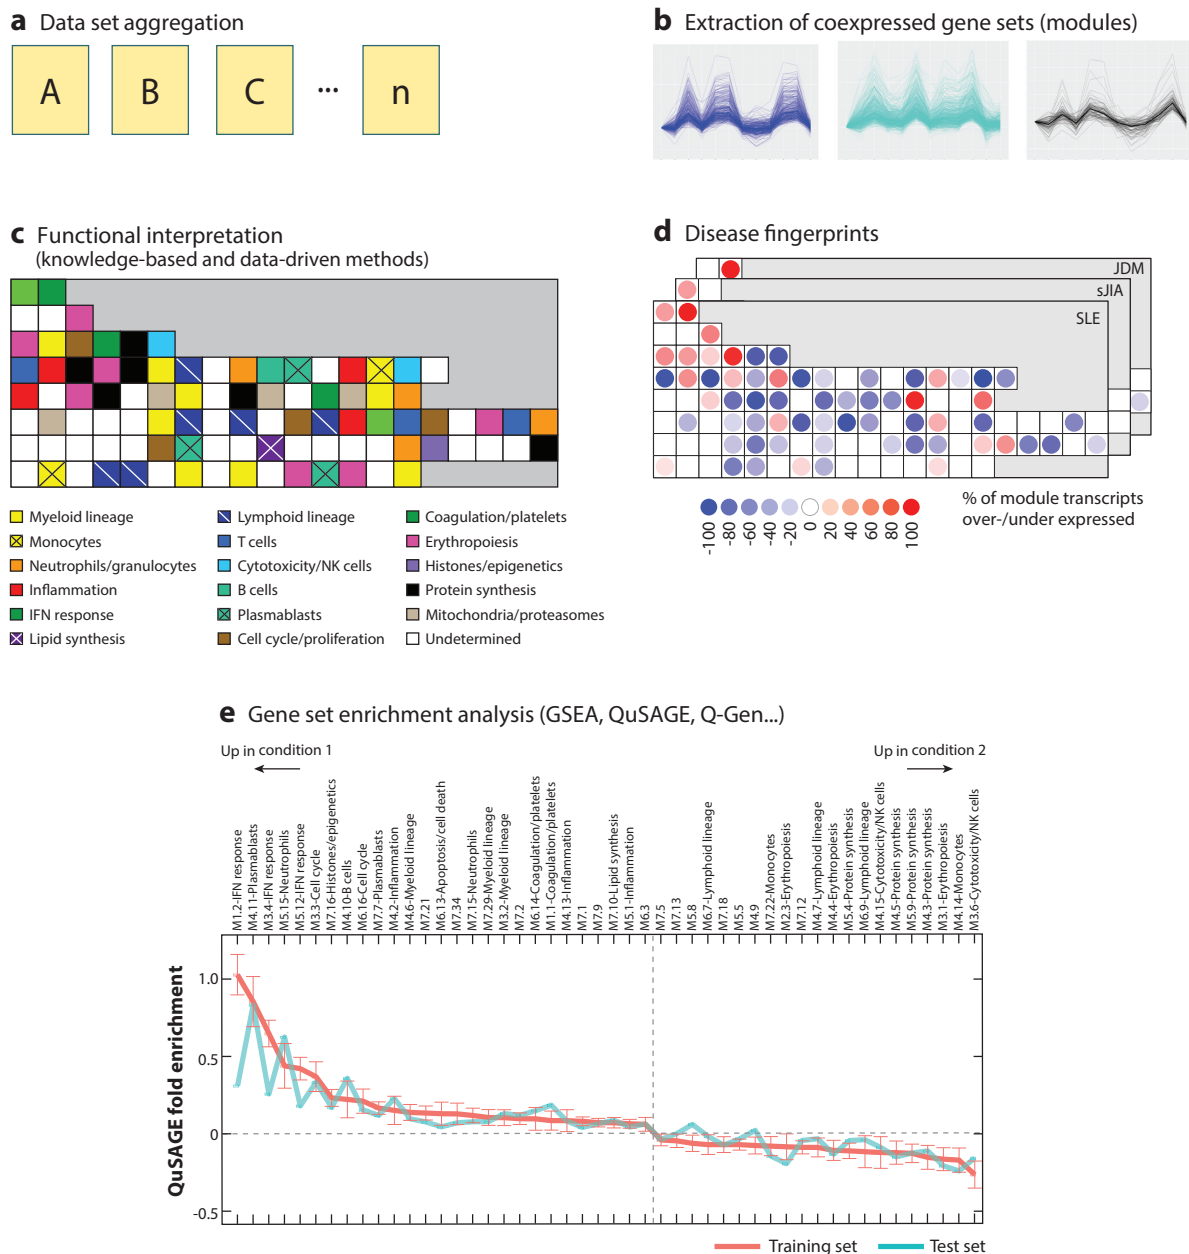 a Data set aggregation
A B C ... n
b Extraction of coexpressed gene sets (modules)
c Functional interpretation
(knowledge-based and data-driven methods)
Myeloid lineage
Monocytes
Neutrophils/granulocytes
Inflammation
IFN response
Lipid synthesis
Lymphoid lineage
T cells
Cytotoxicity/NK cells
B cells
Plasmablasts
Cell cycle/proliferation
Coagulation/platelets
Erythropoiesis
Histones/epigenetics
Protein synthesis
Mitochondria/proteasomes
Undetermined
d Disease fingerprints
JDM
sJIA
SLE
-100
-80
-60
-40
-20
0
20
40
60
80
100
% of module transcripts
over-/under expressed
e Gene set enrichment analysis (GSEA, QuSAGE, Q-Gen...)
Up in condition 1
Up in condition 2
M1.2-IFN response
M4.11-Plasmablasts
M3.4-IFN response
M5.15-Neutrophils
M5.12-IFN response
M3.3-Cell cycle
M7.16-Histones/epigenetics
M4.10-B cells
M6.16-Cell cycle
M7.7-Plasmablasts
M4.2-Inflammation
M4.6-Myeloid lineage
M7.21
M6.13-Apoptosis/cell death
M7.34
M7.15-Neutrophils
M7.29-Myeloid lineage
M3.2-Myeloid lineage
M7.2
M6.14-Coagulation/platelets
M1.1-Coagulation/platelets
M4.13-Inflammation
M7.1
M7.9
M7.10-Lipid synthesis
M5.1-Inflammation
M6.3
M7.5
M7.13
M5.8
M6.7-Lymphoid lineage
M7.18
M5.5
M4.9
M7.22-Monocytes
M2.3-Erythropoiesis
M7.12
M4.7-Lymphoid lineage
M4.4-Erythropoiesis
M5.4-Protein synthesis
M6.9-Lymphoid lineage
M4.15-Cytotoxicity/NK cells
M4.5-Protein synthesis
M5.9-Protein synthesis
M4.3-Protein synthesis
M3.1-Erythropoiesis
M4.14-Monocytes
M3.6-Cytotoxicity/NK cells
QuSAGE fold enrichment
1.0
0.5
0
-0.5
Training set
Test set